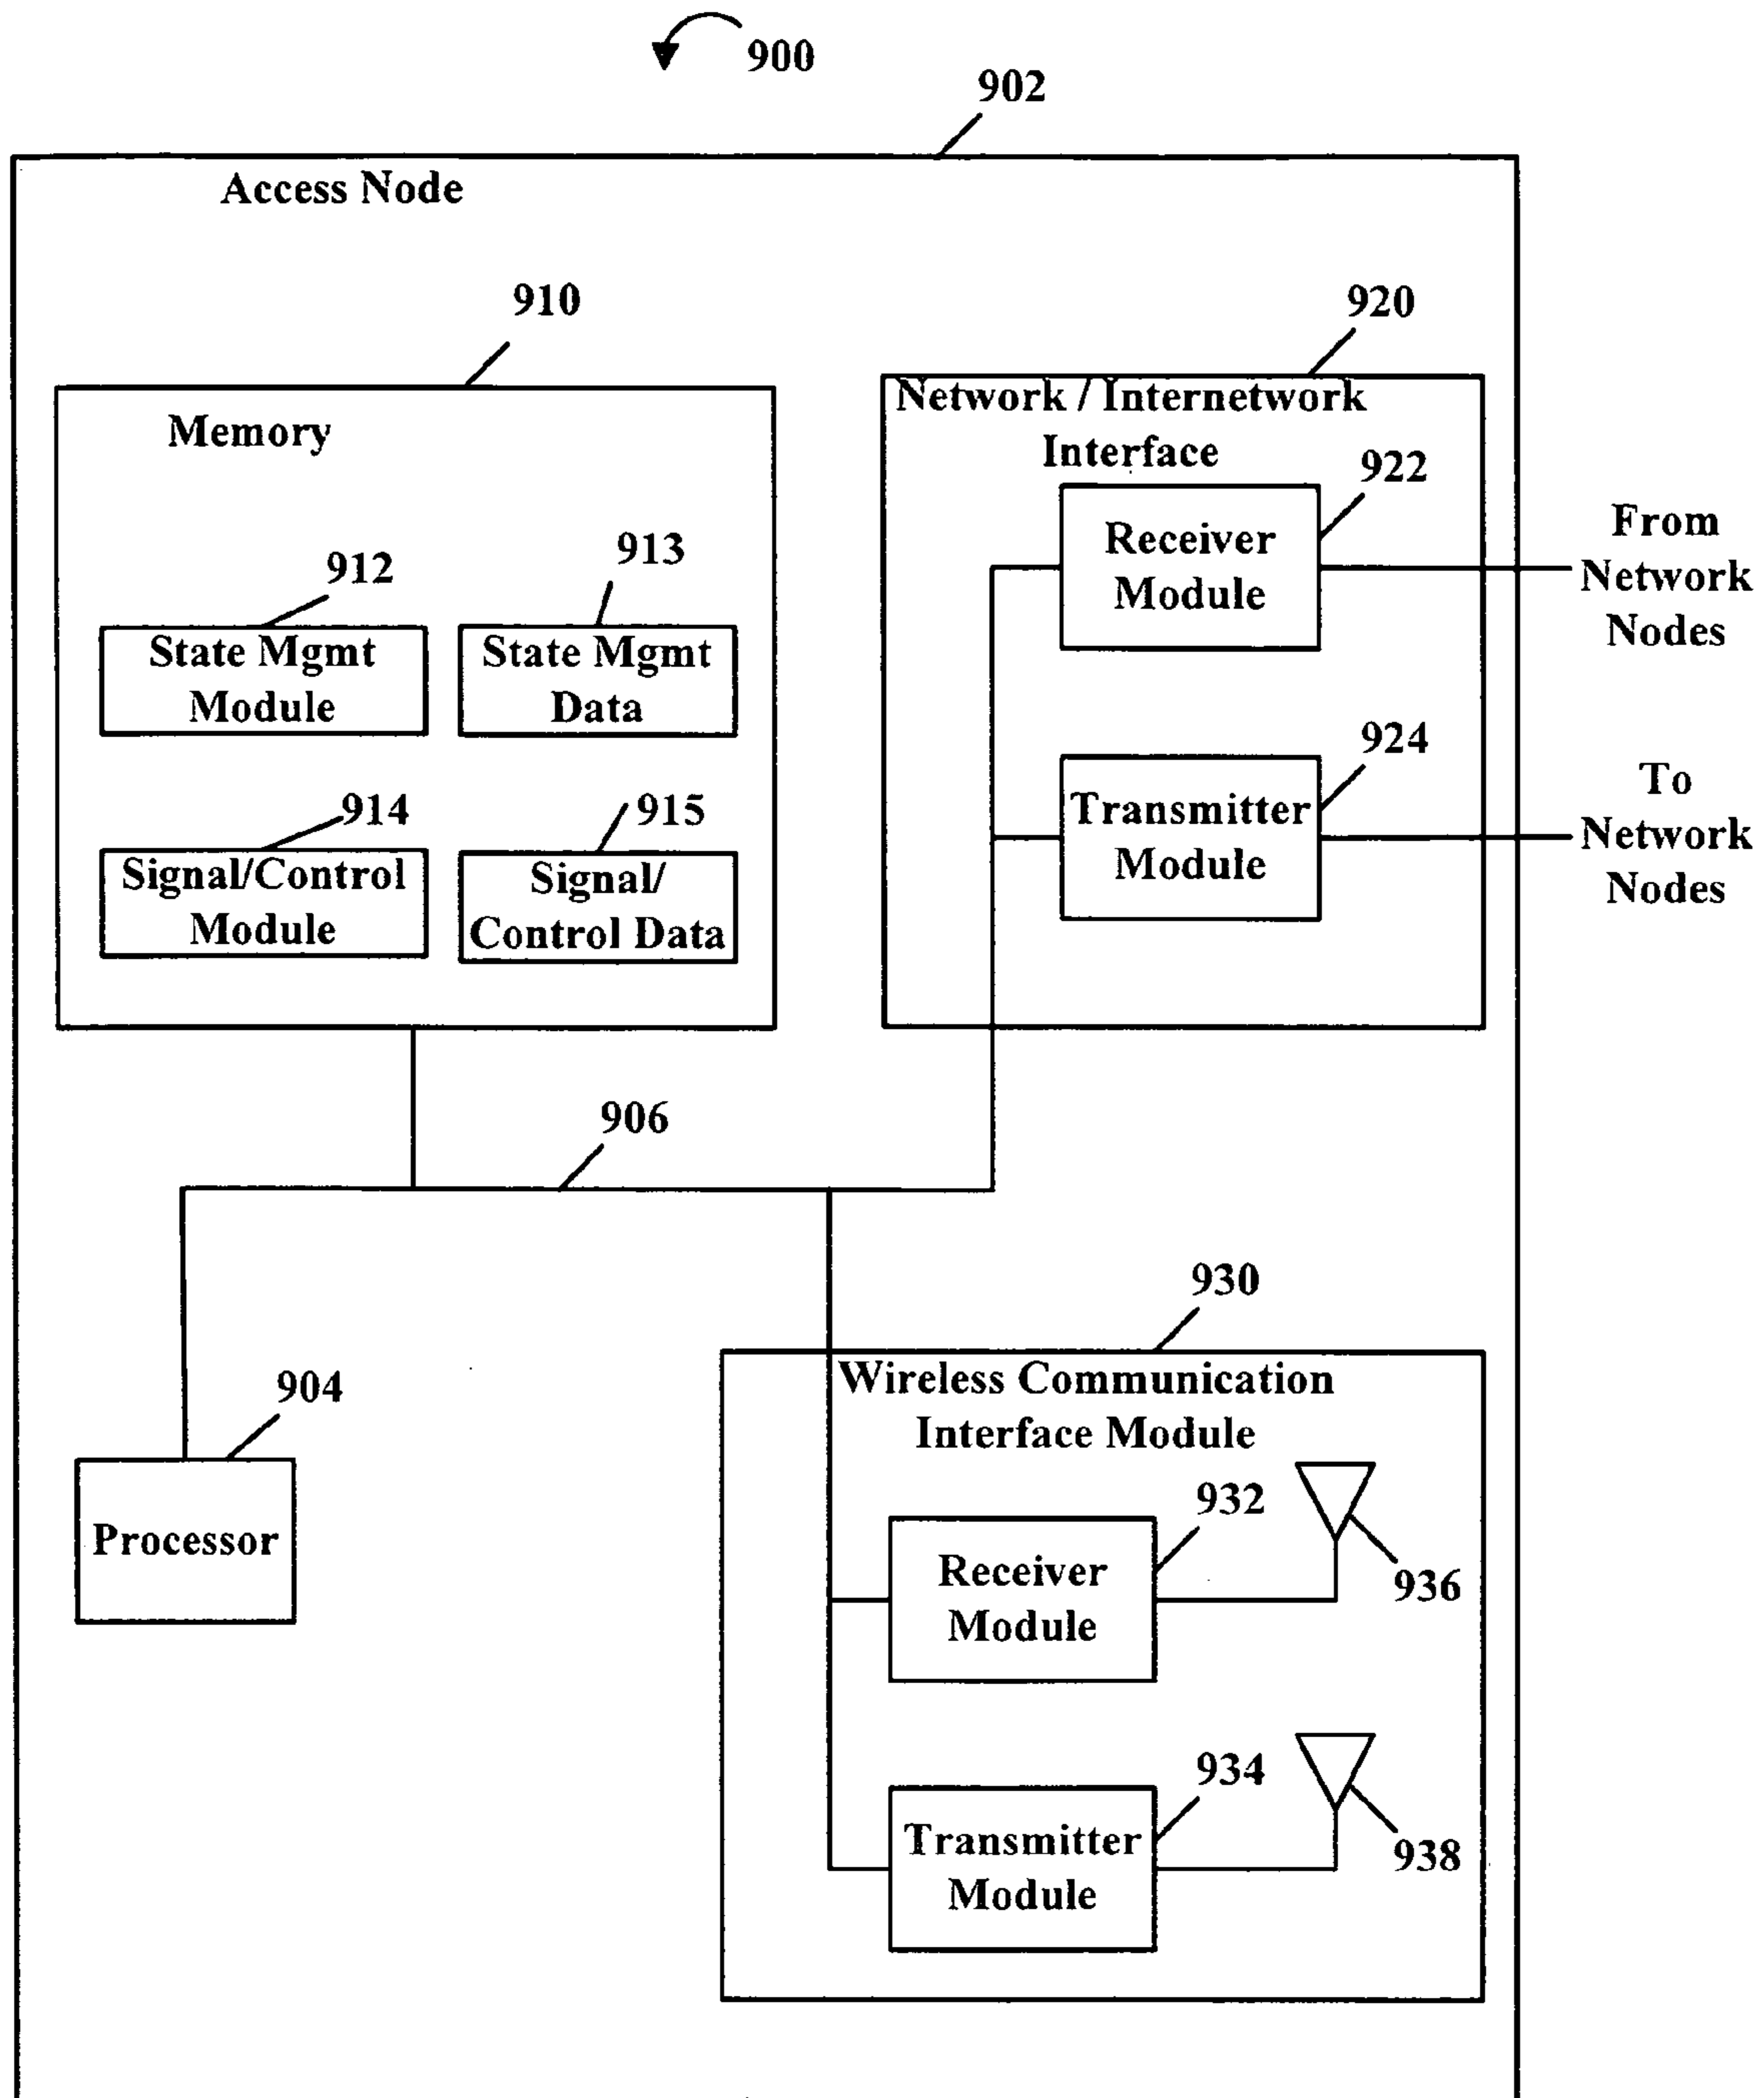 900
902
Access Node
910
920
Memory
Network / Internetwork
Interface
922
912
913
Receiver
Module
From
Network
Nodes
State Mgmt
Module
State Mgmt
Data
914
915
924
Signal/Control
Module
Signal/
Control Data
Transmitter
Module
To
Network
Nodes
906
930
904
Wireless Communication
Interface Module
Processor
932
Receiver
Module
936
934
Transmitter
Module
938